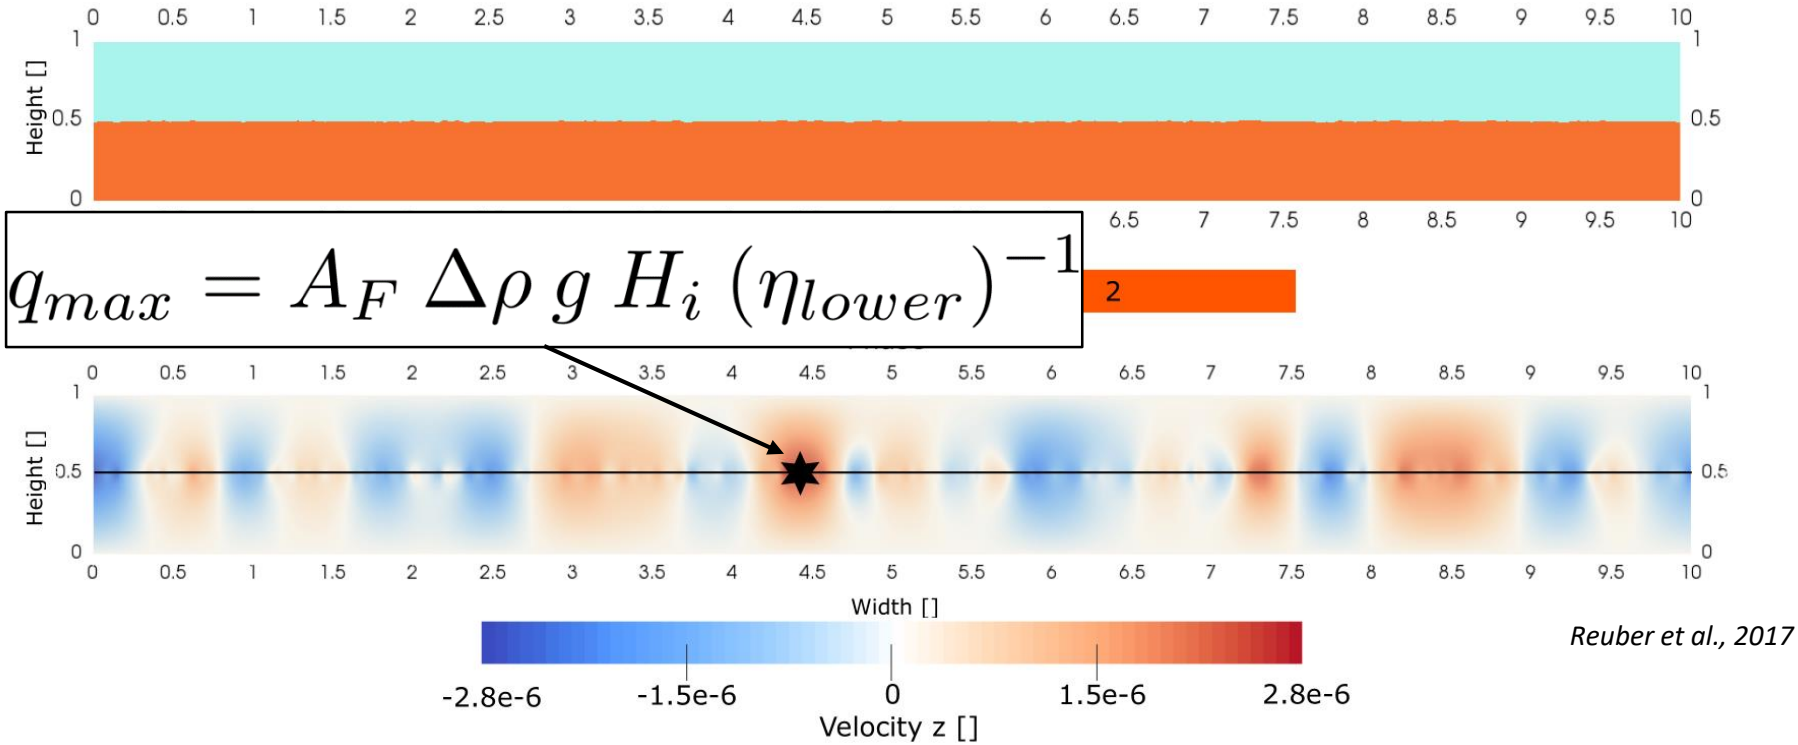 0 0.5 1 1.5 2 2.5 3 3.5 4 4.5 5 5.5 6 6.5 7 7.5 8 8.5 9 9.5 10
1 1
Height []
0.5 0.5
0 0
6.5 7 7.5 8 8.5 9 9.5 10
q_{max} = A_F Δρ g H_i (η_{lower})^{-1}
2
0 0.5 1 1.5 2 2.5 3 3.5 4 4.5 5 5.5 6 6.5 7 7.5 8 8.5 9 9.5 10
1 1
Height []
0.5 0.5
0 0
0 0.5 1 1.5 2 2.5 3 3.5 4 4.5 5 5.5 6 6.5 7 7.5 8 8.5 9 9.5 10
Width []
Reuber et al., 2017
-2.8e-6 -1.5e-6 0 1.5e-6 2.8e-6
Velocity z []